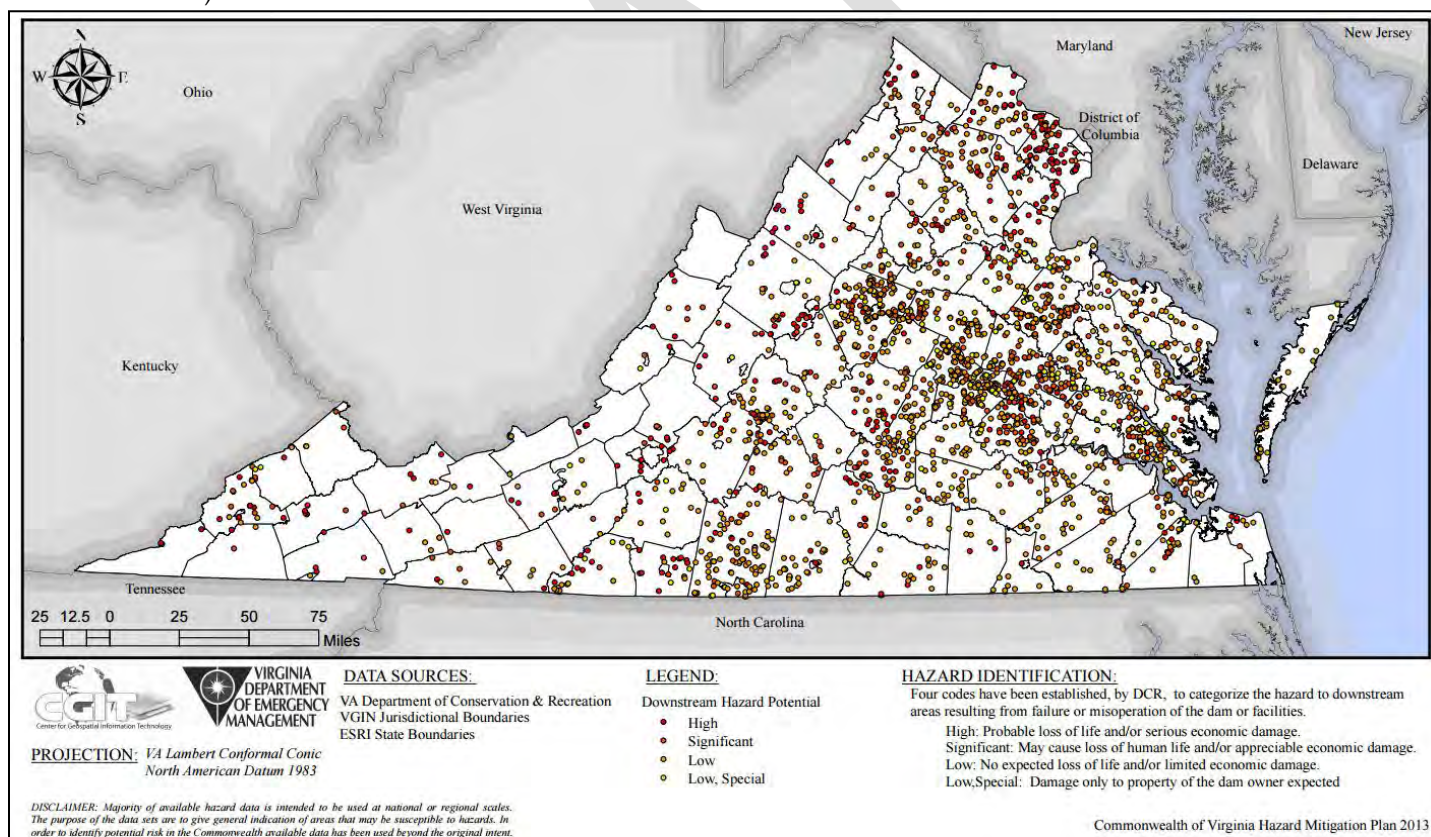 New Jersey
Maryland
W E
S
Ohio
District of
Columbia
Delaware
West Virginia
Kentucky
Tennessee
North Carolina
25 12.5 0 25 50 75
Miles
CGIT
Center for Geospatial Information Technology
VIRGINIA
DEPARTMENT
OF EMERGENCY
MANAGEMENT
PROJECTION: VA Lambert Conformal Conic
North American Datum 1983
DATA SOURCES:
VA Department of Conservation & Recreation
VGIN Jurisdictional Boundaries
ESRI State Boundaries
LEGEND:
Downstream Hazard Potential
High
Significant
Low
Low, Special
HAZARD IDENTIFICATION:
Four codes have been established, by DCR, to categorize the hazard to downstream
areas resulting from failure or misoperation of the dam or facilities.
High: Probable loss of life and/or serious economic damage.
Significant: May cause loss of human life and/or appreciable economic damage.
Low: No expected loss of life and/or limited economic damage.
Low,Special: Damage only to property of the dam owner expected
DISCLAIMER: Majority of available hazard data is intended to be used at national or regional scales.
The purpose of the data sets are to give general indication of areas that may be susceptible to hazards. In
order to identify potential risk in the Commonwealth available data has been used beyond the original intent.
Commonwealth of Virginia Hazard Mitigation Plan 2013